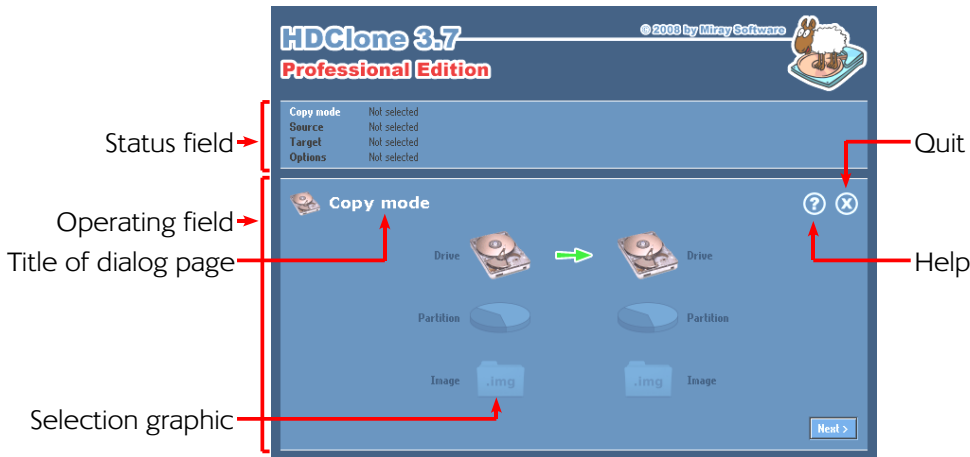 HDClone 3.7
© 2008 by Miray Software
Professional Edition
Copy mode Not selected
Source Not selected
Target Not selected
Options Not selected
Status field
Quit
Operating field
Copy mode
? X
Title of dialog page
Drive Drive
Help
Partition Partition
Image .img .img Image
Selection graphic
Next >